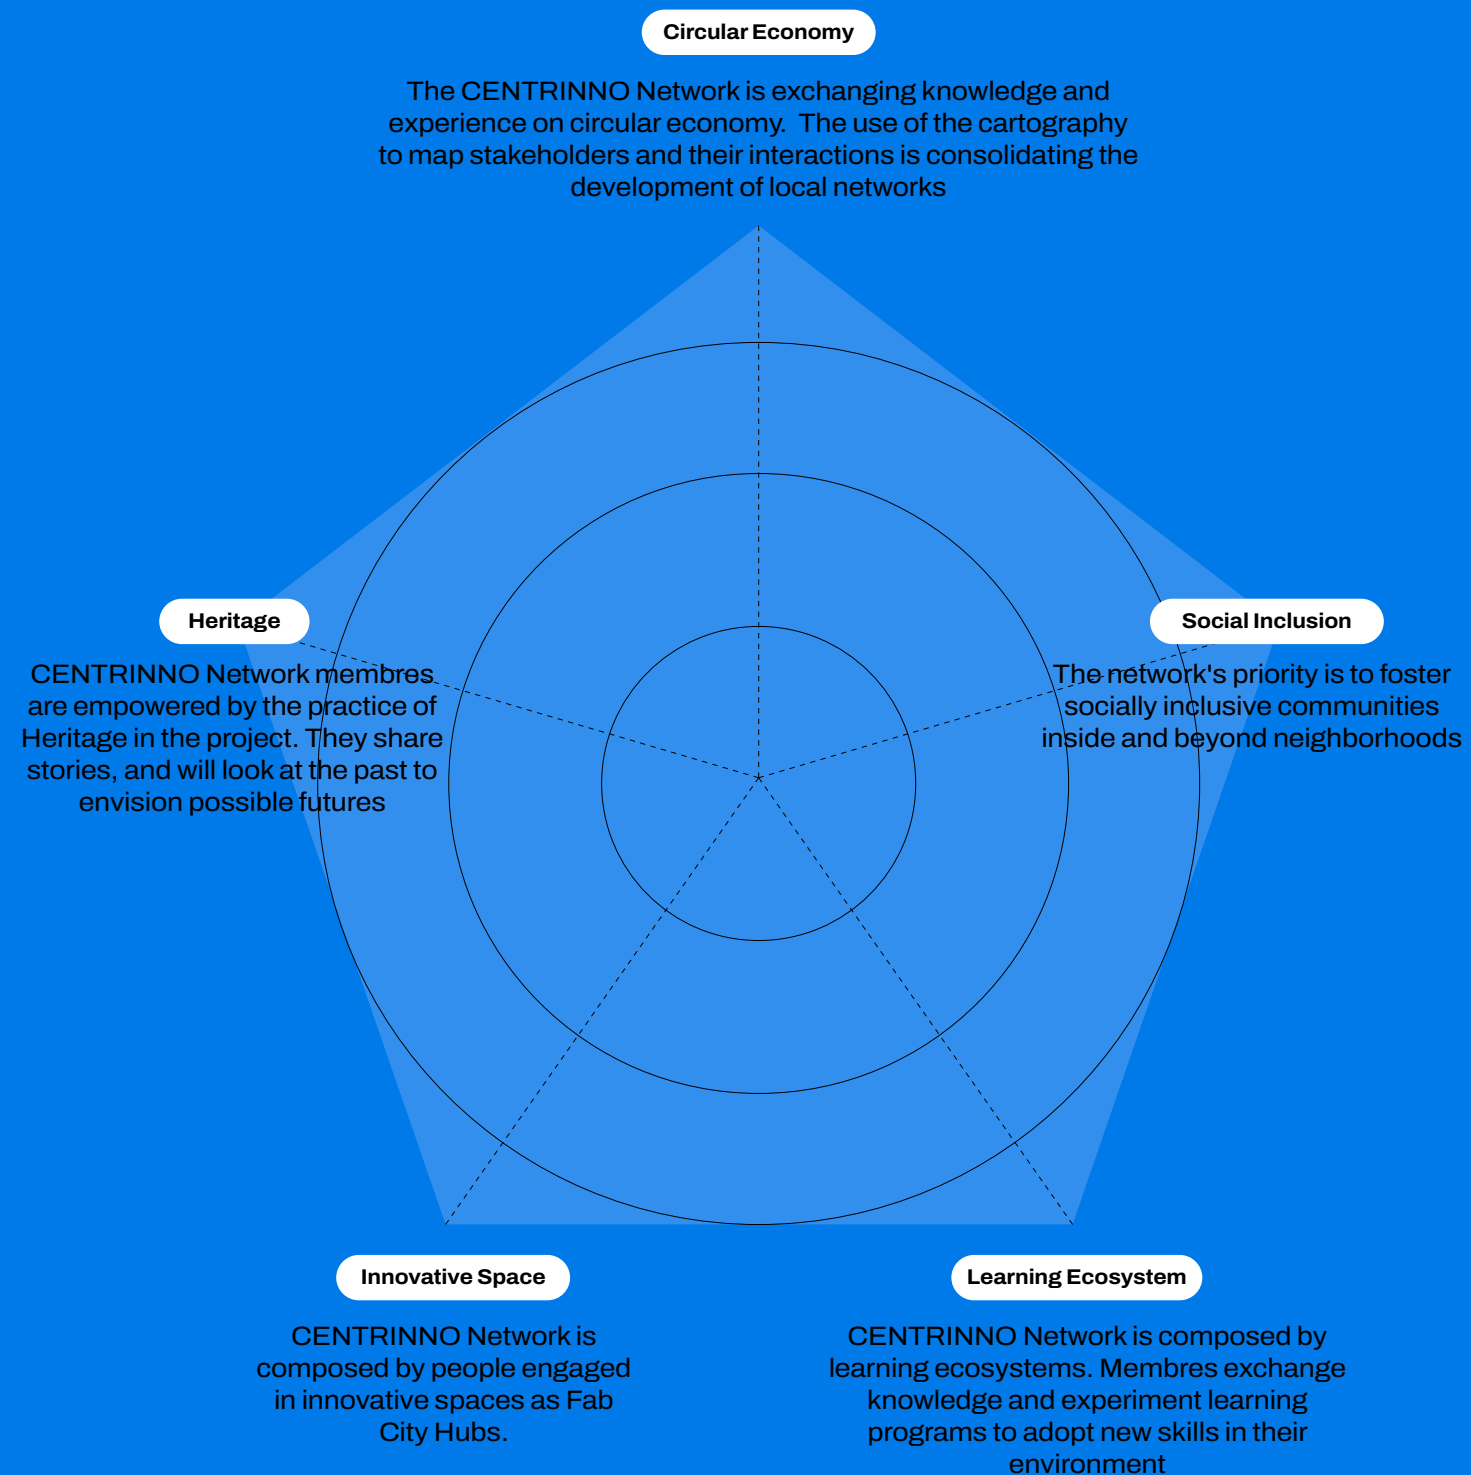 Circular Economy
The CENTRINNO Network is exchanging knowledge and
experience on circular economy.  The use of the cartography
to map stakeholders and their interactions is consolidating the
development of local networks
Heritage
CENTRINNO Network membres
are empowered by the practice of
Heritage in the project. They share
stories, and will look at the past to
envision possible futures
Social Inclusion
The network's priority is to foster
socially inclusive communities
inside and beyond neighborhoods
Innovative Space
CENTRINNO Network is
composed by people engaged
in innovative spaces as Fab
City Hubs.
Learning Ecosystem
CENTRINNO Network is composed by
learning ecosystems. Membres exchange
knowledge and experiment learning
programs to adopt new skills in their
environment